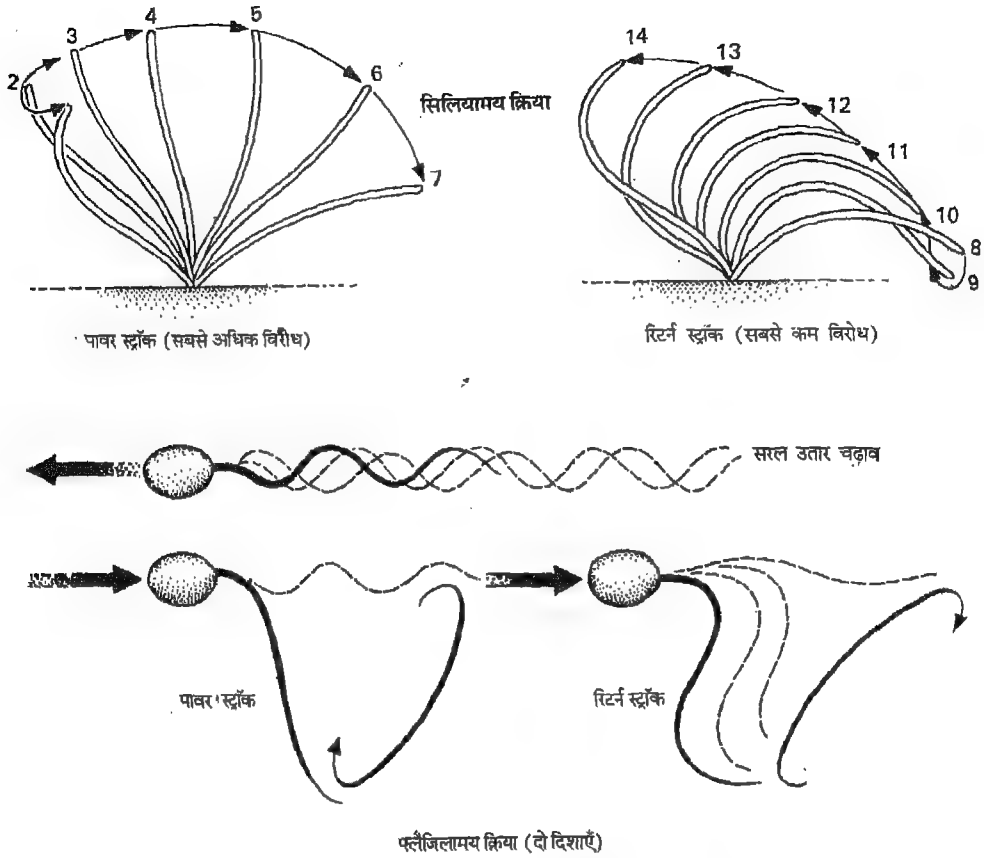 2 3 4 5 6 7
सिलियामय क्रिया
14 13 12 11 10 8 9
पावर स्ट्रॉक (सबसे अधिक विरोध)
रिटर्न स्ट्रॉक (सबसे कम विरोध)
सरल उतार चढ़ाव
पावर स्ट्रॉक
रिटर्न स्ट्रॉक
फ्लैजिलामय क्रिया (दो दिशाएँ)